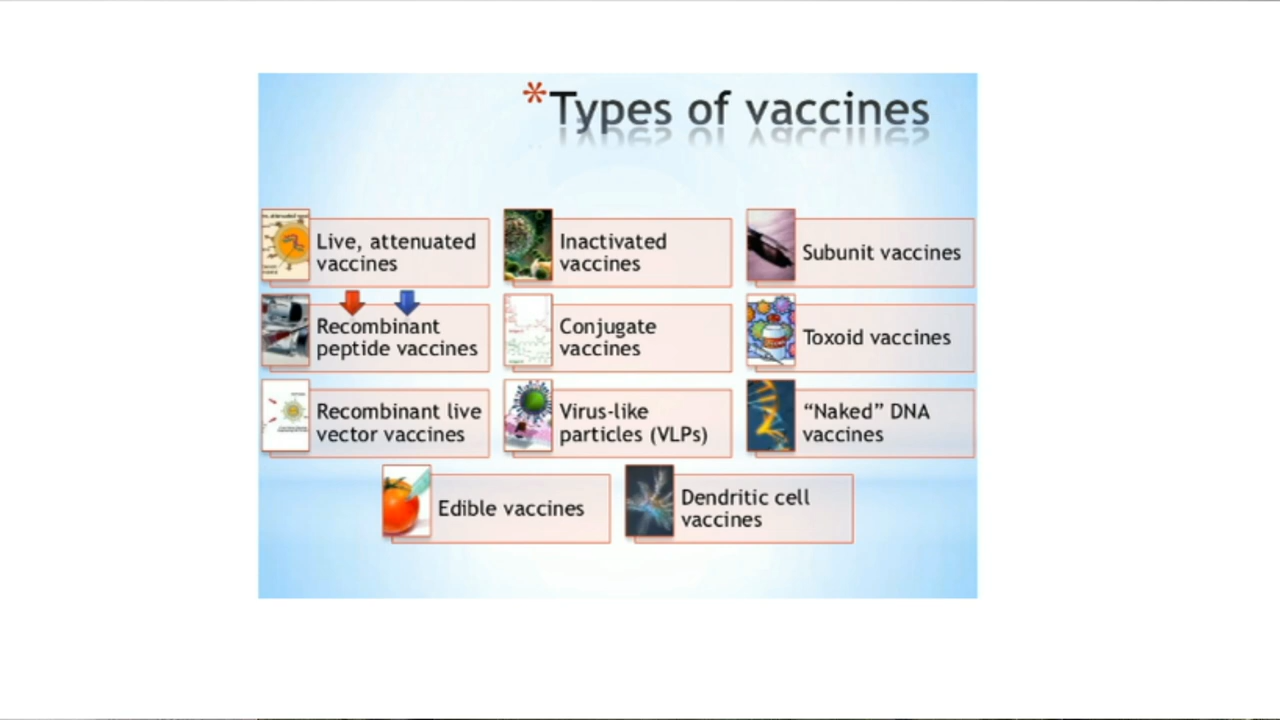 *Types of vaccines
Live, attenuated
vaccines
Inactivated
vaccines
Subunit vaccines
Recombinant
peptide vaccines
Conjugate
vaccines
Toxoid vaccines
Recombinant live
vector vaccines
Virus-like
particles (VLPs)
“Naked” DNA
vaccines
Edible vaccines
Dendritic cell
vaccines